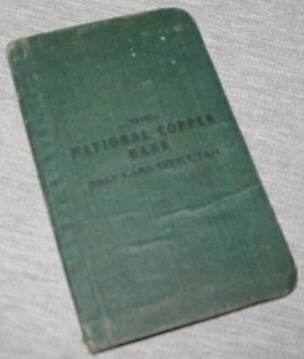 THE
NATIONAL COPPER
BANK
SALT LAKE CITY, UTAH